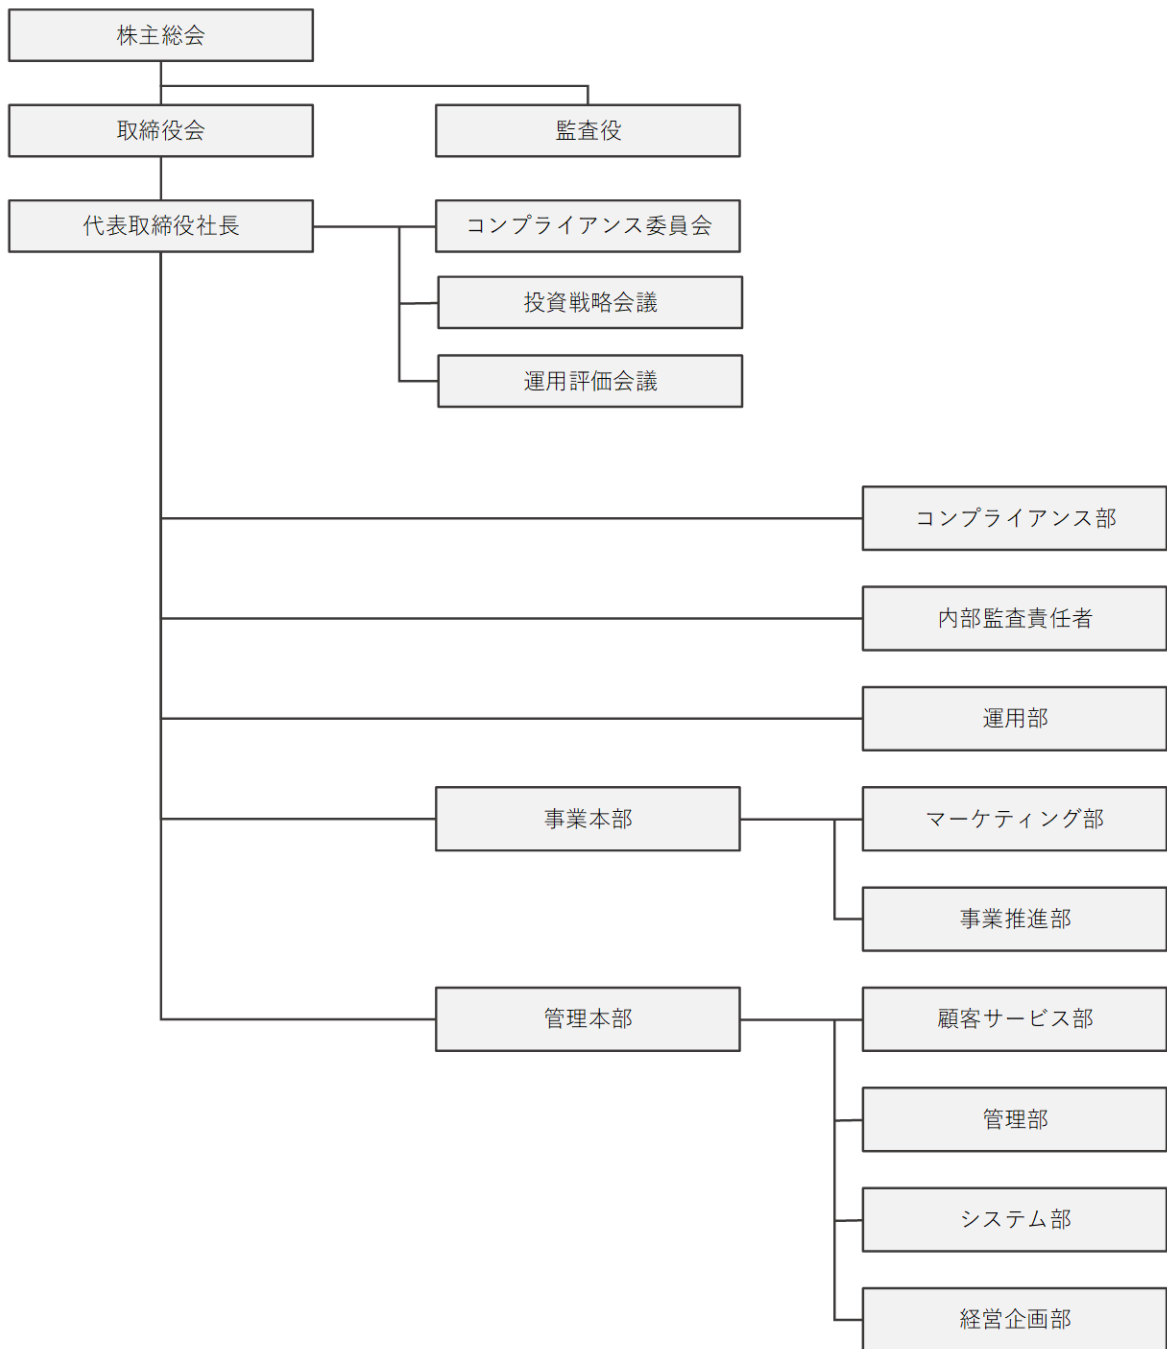 株主総会
取締役会
監査役
代表取締役社長
コンプライアンス委員会
投資戦略会議
運用評価会議
コンプライアンス部
内部監査責任者
運用部
事業本部
マーケティング部
事業推進部
管理本部
顧客サービス部
管理部
システム部
経営企画部